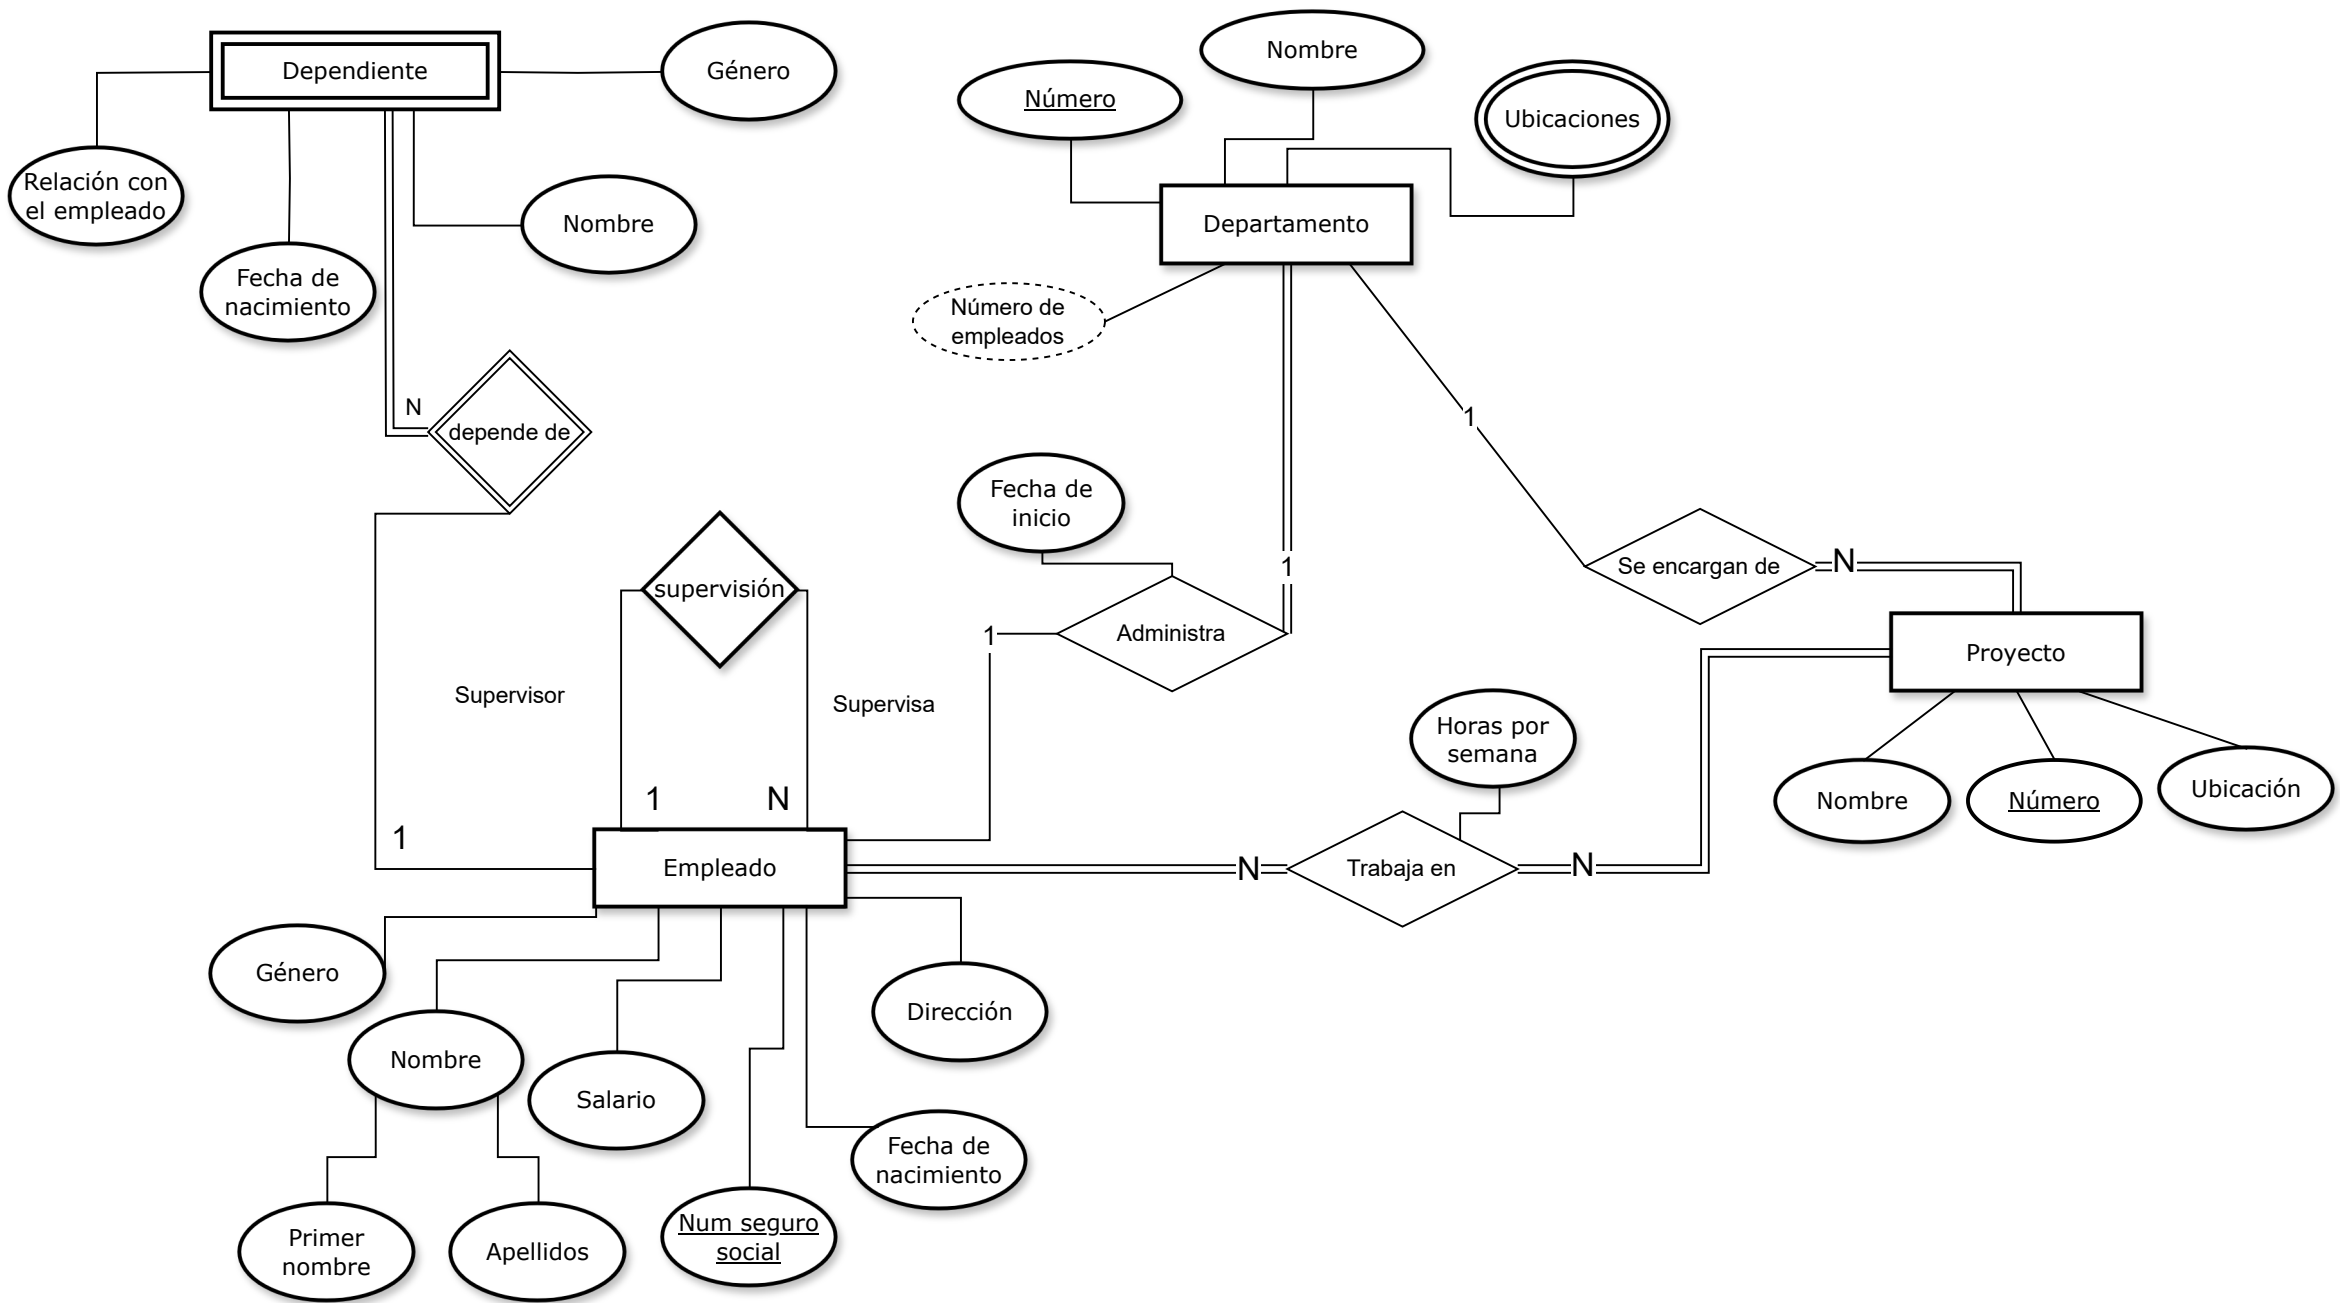 Dependiente
Género
Relación con
el empleado
Fecha de
nacimiento
Nombre
N
depende de
Nombre
Número
Ubicaciones
Departamento
Número de
empleados
1
Fecha de
inicio
1
Se encargan de
N
supervisión
1
Administra
Supervisor
Supervisa
Proyecto
Horas por
semana
Nombre
Número
Ubicación
1
1
N
Empleado
N
Trabaja en
N
Género
Nombre
Salario
Dirección
Primer
nombre
Apellidos
Num seguro
social
Fecha de
nacimiento